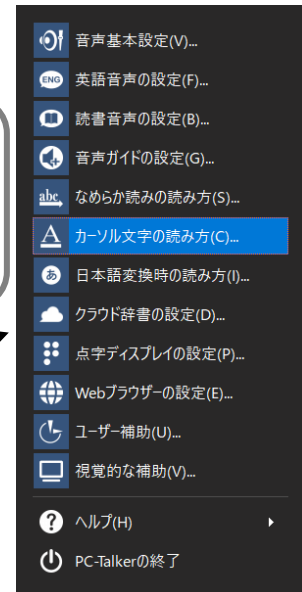 音声基本設定(V)...
ENG 英語音声の設定(F)...
読書音声の設定(B)...
音声ガイドの設定(G)...
abc なめらか読みの読み方(S)...
A カーソル文字の読み方(C)...
あ 日本語変換時の読み方(I)...
クラウド辞書の設定(D)...
点字ディスプレイの設定(P)...
Webブラウザーの設定(E)...
ユーザー補助(U)...
視覚的な補助(V)...
? ヘルプ(H)
PC-Talkerの終了